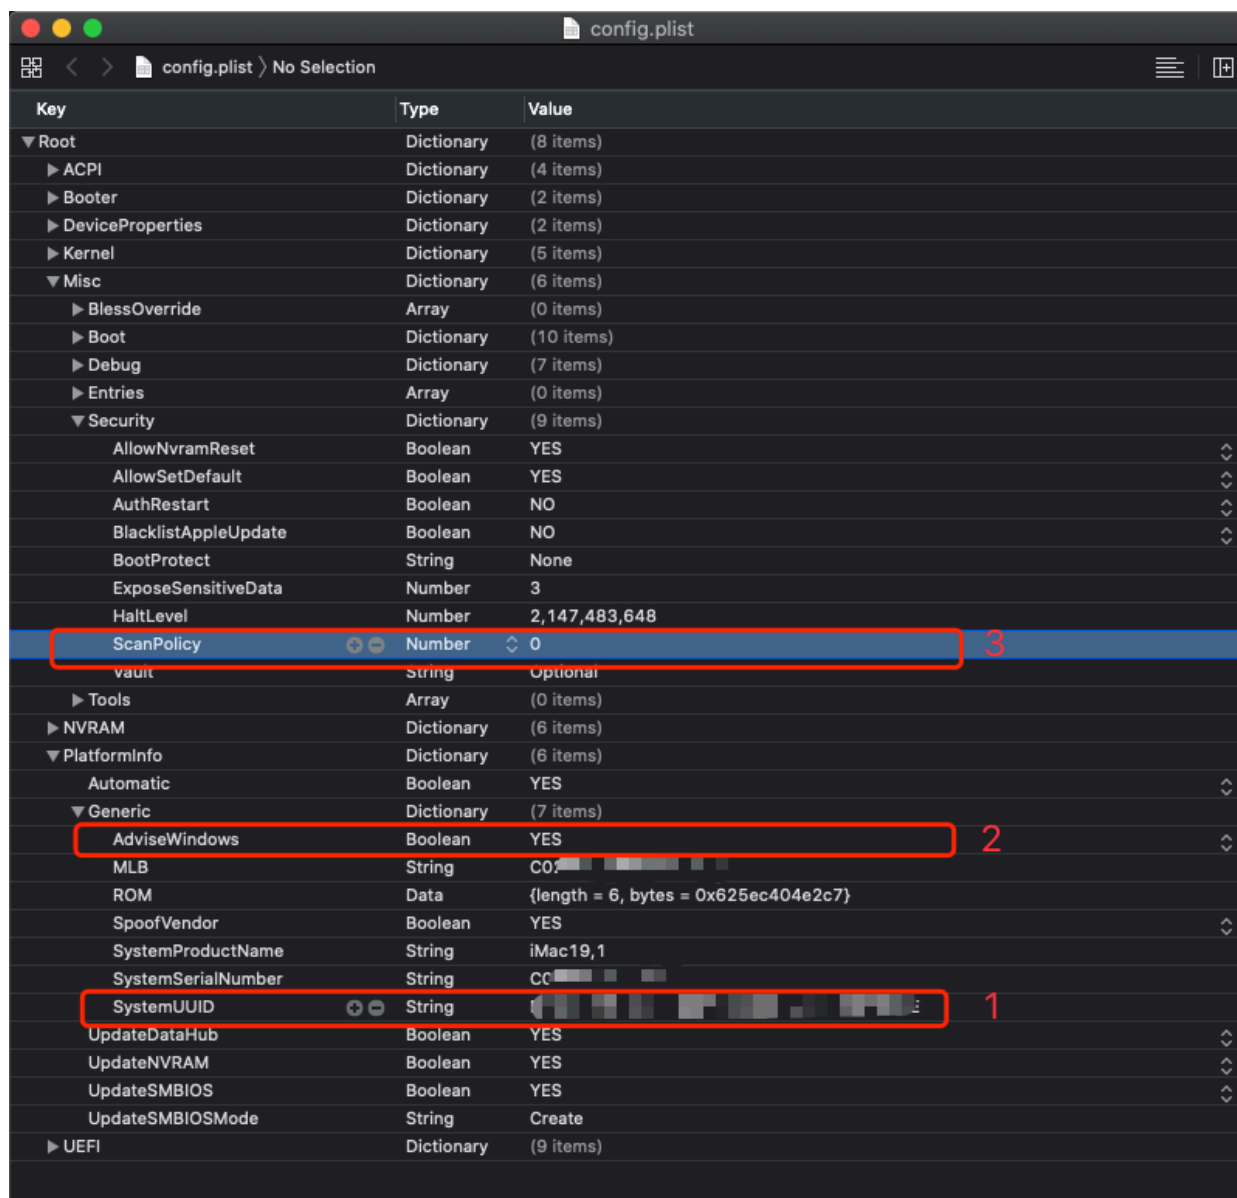 config.plist
config.plist 〉 No Selection
Key Type Value
Root Dictionary (8 items)
ACPI Dictionary (4 items)
Booter Dictionary (2 items)
DeviceProperties Dictionary (2 items)
Kernel Dictionary (5 items)
Misc Dictionary (6 items)
BlessOverride Array (0 items)
Boot Dictionary (10 items)
Debug Dictionary (7 items)
Entries Array (0 items)
Security Dictionary (9 items)
AllowNvramReset Boolean YES
AllowSetDefault Boolean YES
AuthRestart Boolean NO
BlacklistAppleUpdate Boolean NO
BootProtect String None
ExposeSensitiveData Number 3
HaltLevel Number 2,147,483,648
ScanPolicy Number 0 3
Vault String Optional
Tools Array (0 items)
NVRAM Dictionary (6 items)
PlatformInfo Dictionary (6 items)
Automatic Boolean YES
Generic Dictionary (7 items)
AdviseWindows Boolean YES 2
MLB String C02
ROM Data {length = 6, bytes = 0x625ec404e2c7}
SpoofVendor Boolean YES
SystemProductName String iMac19,1
SystemSerialNumber String C0
SystemUUID String E 1
UpdateDataHub Boolean YES
UpdateNVRAM Boolean YES
UpdateSMBIOS Boolean YES
UpdateSMBIOSMode String Create
UEFI Dictionary (9 items)